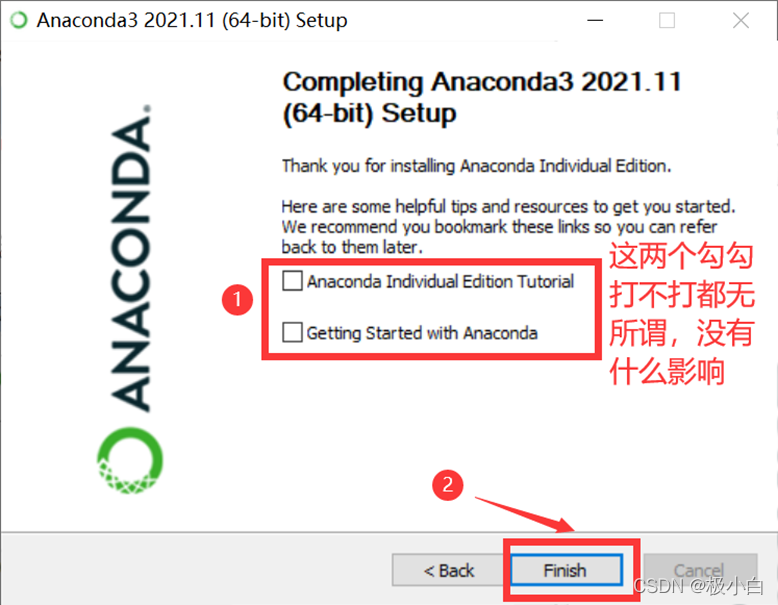 Anaconda3 2021.11 (64-bit) Setup
Completing Anaconda3 2021.11
(64-bit) Setup
Thank you for installing Anaconda Individual Edition.
Here are some helpful tips and resources to get you started.
We recommend you bookmark these links so you can refer
back to them later.
1
Anaconda Individual Edition Tutorial
Getting Started with Anaconda
这两个勾勾
打不打都无
所谓，没有
什么影响
ANACONDA.
2
< Back
Finish
Cancel
CSDN @极小白